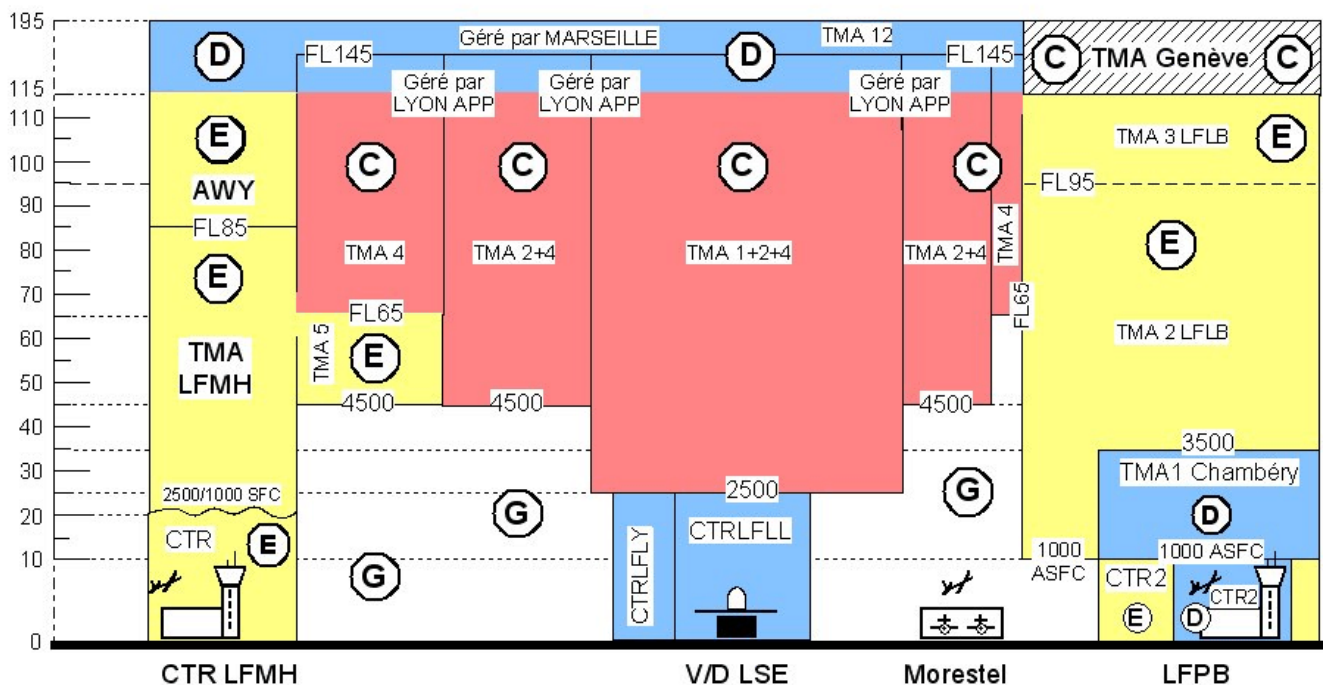 195
115
110
100
90
80
70
60
50
40
30
20
10
0
D
Géré par MARSEILLE
D
TMA 12
FL145
FL145
Géré par
LYON APP
Géré par
LYON APP
Géré par
LYON APP
C
TMA Genève
C
E
AWY
FL85
E
TMA
LFMH
2500/1000 SFC
CTR
E
C
TMA 4
FL65
TMA 5
E
4500
C
TMA 2+4
4500
C
TMA 1+2+4
2500
C
TMA 2+4
4500
TMA 4
FL65
TMA 3 LFLB
E
FL95
E
TMA 2 LFLB
3500
TMA1 Chambéry
D
1000
ASFC
1000 ASFC
CTR2
E
CTR2
D
G
G
G
CTRLFLY
CTRLFLL
CTR LFMH
V/D LSE
Morestel
LFPB